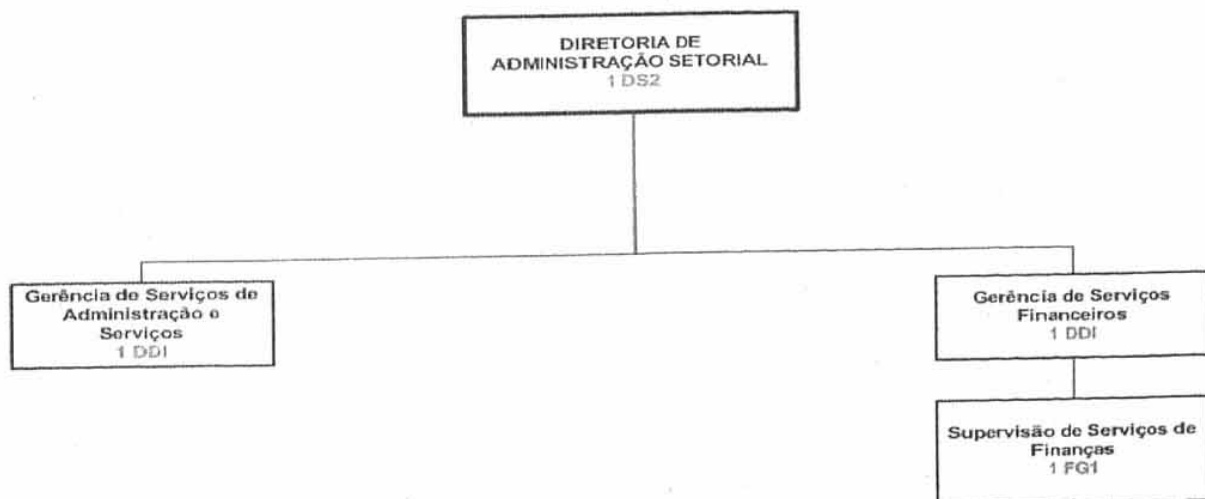 DIRETORIA DE
ADMINISTRAÇÃO SETORIAL
1 DS2
Gerência de Serviços de
Administração e
Serviços
1 DDI
Gerência de Serviços
Financeiros
1 DDI
Supervisão de Serviços de
Finanças
1 FG1